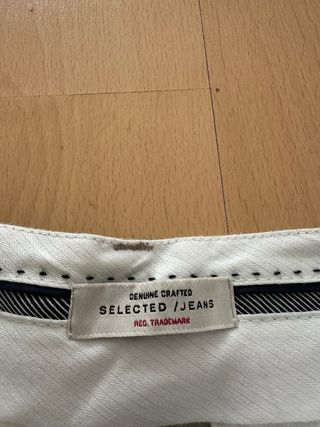 GENUINE CRAFTED
SELECTED /JEANS
REG. TRADEMARK